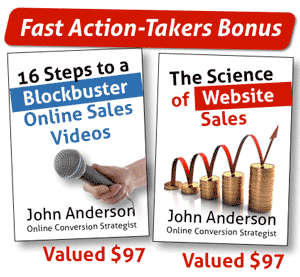 Fast Action-Takers Bonus
16 Steps to a
Blockbuster
Online Sales
Videos
John Anderson
Online Conversion Strategist
Valued $97
The Science
of Website
Sales
John Anderson
Online Conversion Strategist
Valued $97